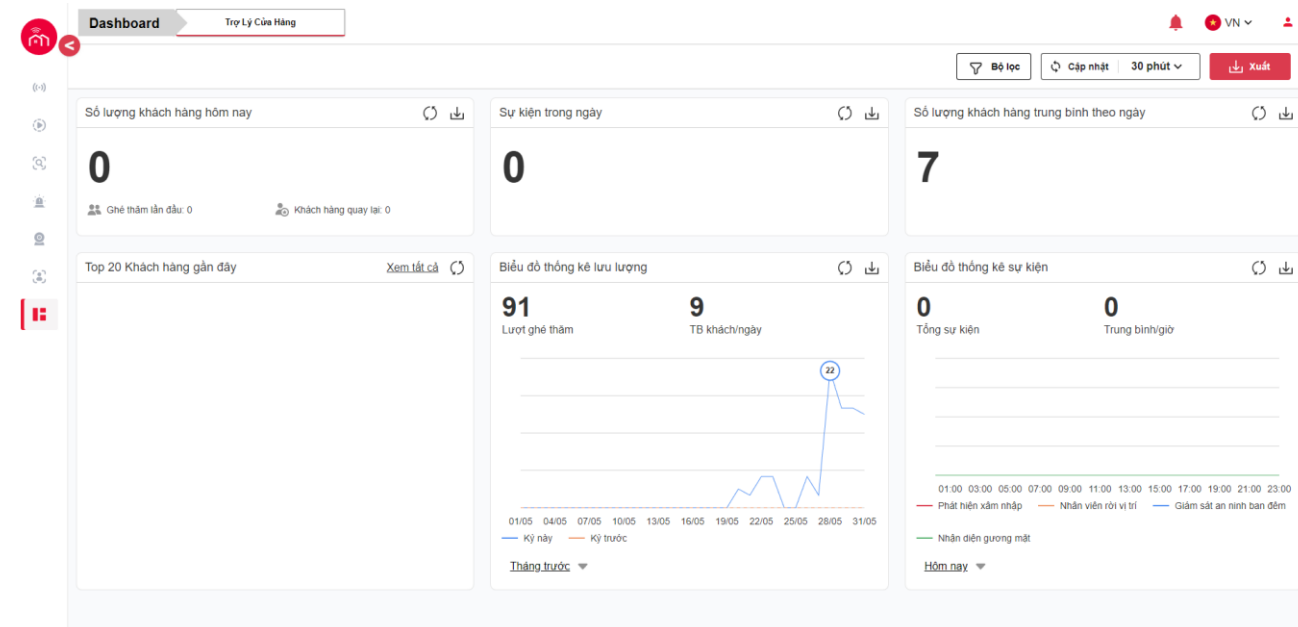 Dashboard
Trợ Lý Cửa Hàng
VN
Bộ lọc
Cập nhật
30 phút
Xuất
Số lượng khách hàng hôm nay
0
Ghé thăm lần đầu: 0
Khách hàng quay lại: 0
Sự kiện trong ngày
0
Số lượng khách hàng trung bình theo ngày
7
Top 20 Khách hàng gần đây
Xem tất cả
Biểu đồ thống kê lưu lượng
91
9
Lượt ghé thăm
TB khách/ngày
22
01/05 04/05 07/05 10/05 13/05 16/05 19/05 22/05 25/05 28/05 31/05
Kỳ này
Kỳ trước
Tháng trước
Biểu đồ thống kê sự kiện
0
0
Tổng sự kiện
Trung bình/giờ
01:00 03:00 05:00 07:00 09:00 11:00 13:00 15:00 17:00 19:00 21:00 23:00
Phát hiện xâm nhập
Nhân viên rời vị trí
Giám sát an ninh ban đêm
Nhân diện gương mặt
Hôm nay